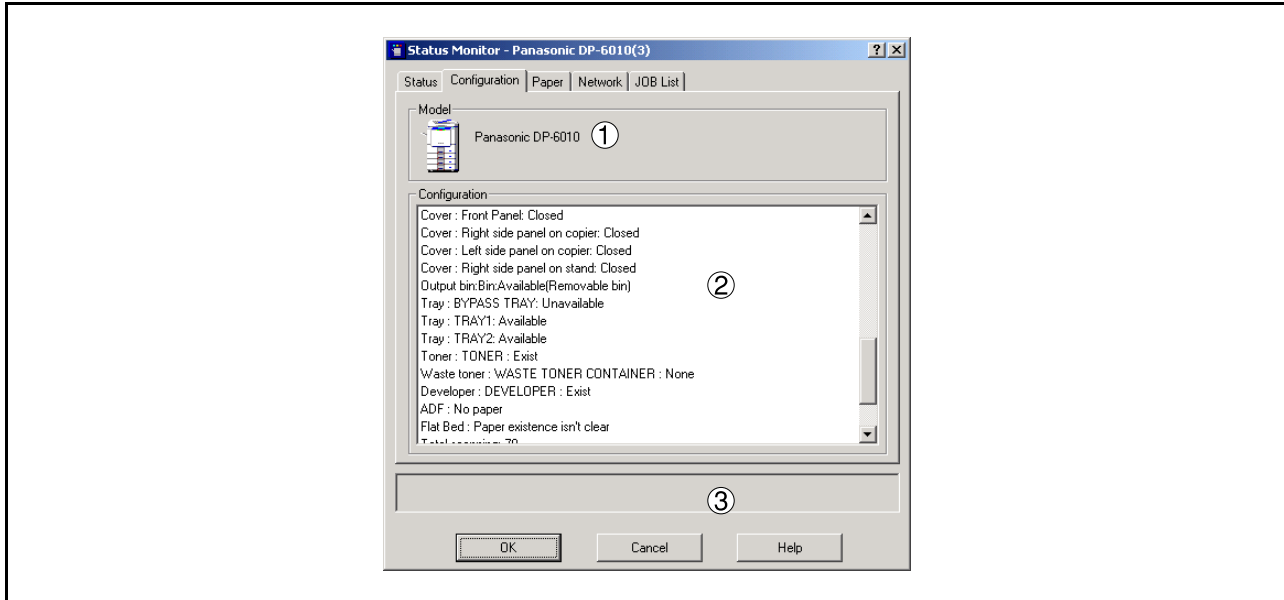 Status Monitor - Panasonic DP-6010(3)
Status Configuration Paper Network JOB List
Model
Panasonic DP-6010 ①
Configuration
Cover : Front Panel: Closed
Cover : Right side panel on copier: Closed
Cover : Left side panel on copier: Closed
Cover : Right side panel on stand: Closed
Output bin:Bin:Available(Removable bin)
②
Tray : BYPASS TRAY: Unavailable
Tray : TRAY1: Available
Tray : TRAY2: Available
Toner : TONER : Exist
Waste toner : WASTE TONER CONTAINER : None
Developer : DEVELOPER : Exist
ADF : No paper
Flat Bed : Paper existence isn't clear
③
OK Cancel Help